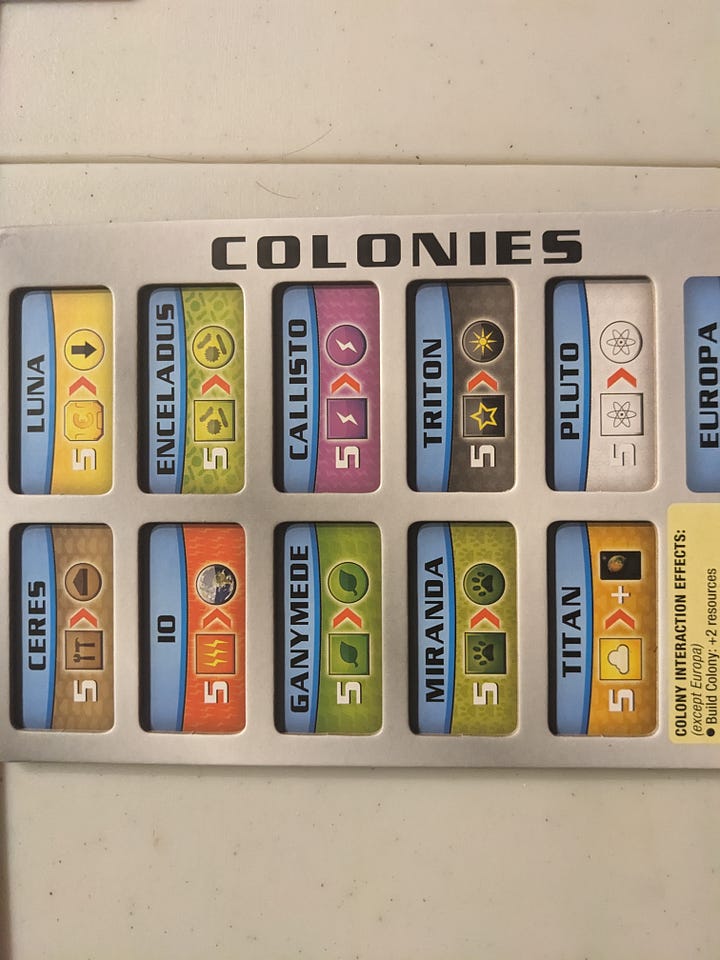 COLONIES
LUNA
5
ENCELADUS
5
CALLISTO
5
TRITON
5
PLUTO
5
EUROPA
CERES
5
IO
5
GANYMEDE
5
MIRANDA
5
TITAN
5 +
COLONY INTERACTION EFFECTS:
(except Europa)
● Build Colony: +2 resources